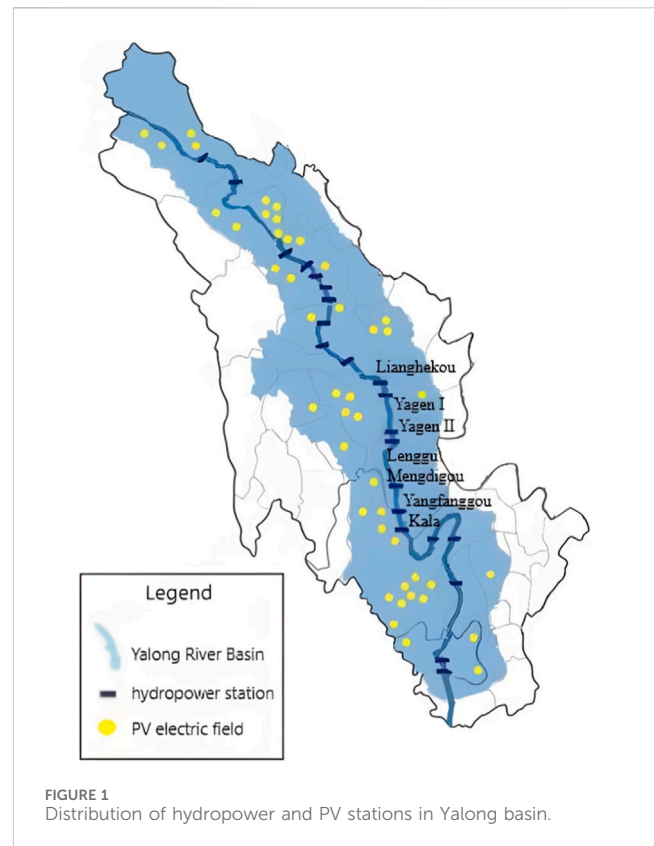 Lianghekou
Yagen I
Yagen II
Lenggu
Mengdigou
Yangfanggou
Kala
Legend
Yalong River Basin
hydropower station
PV electric field
FIGURE 1
Distribution of hydropower and PV stations in Yalong basin.